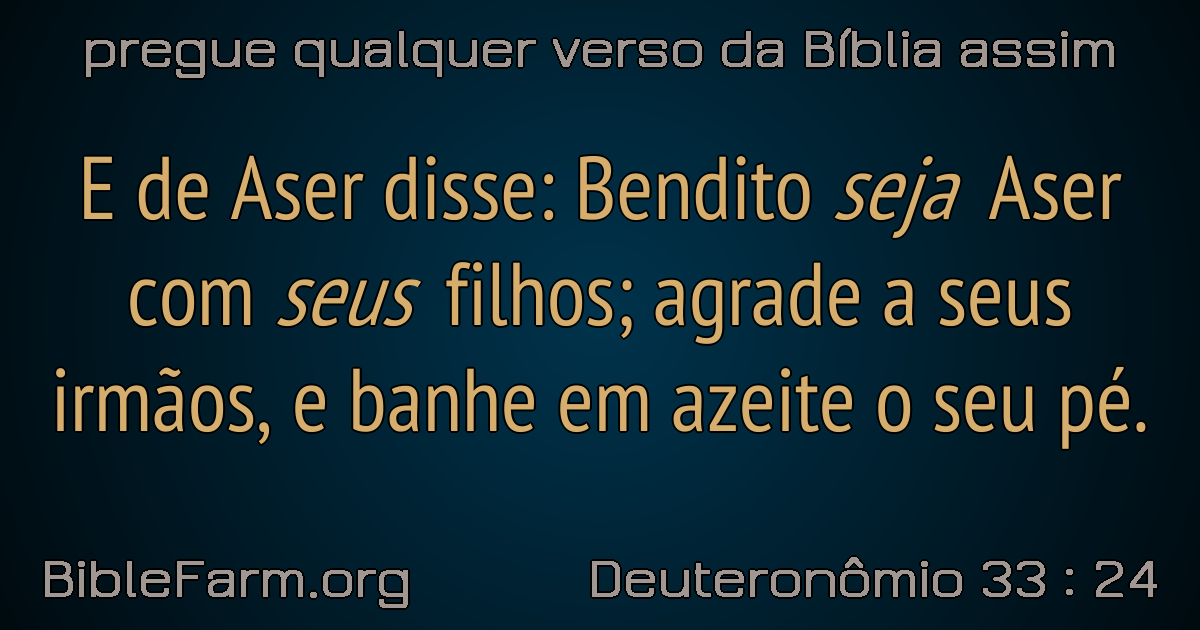 pregue qualquer verso da Bíblia assim
E de Aser disse: Bendito seja Aser
com seus filhos; agrade a seus
irmãos, e banhe em azeite o seu pé.
BibleFarm.org
Deuteronômio 33 : 24